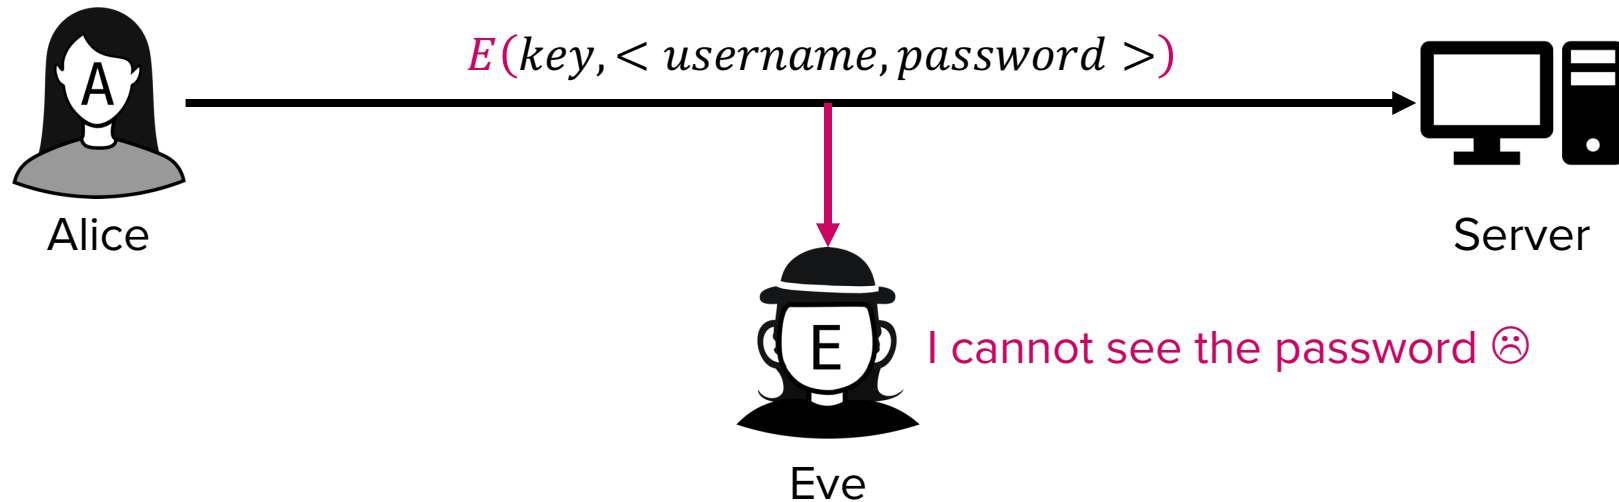 E(key, < username, password >)
A
Alice
Server
E
I cannot see the password ☹
Eve